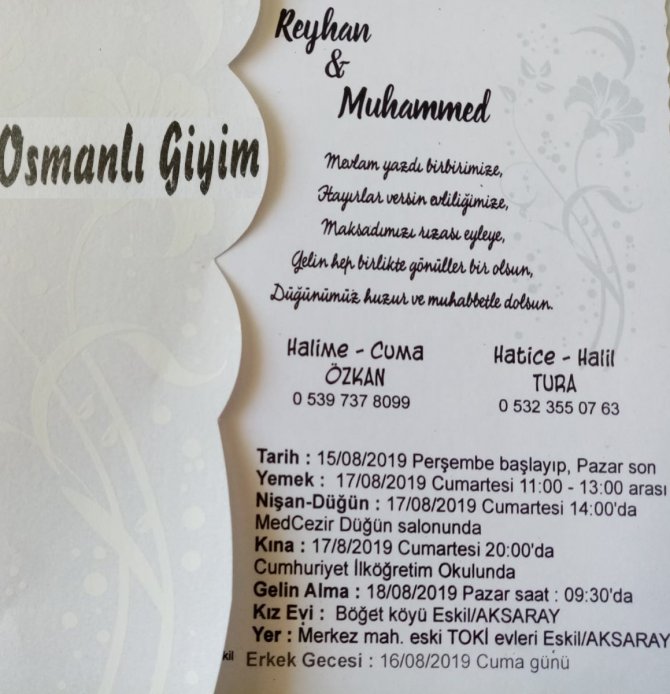 Osmanlı Giyim
Reyhan
&
Muhammed
Mevlam yazdı birbirimize,
Hayırlar versin evliliğimize,
Maksadımızı rızası eyleye,
Gelin hep birlikte gönüller bir olsun,
Düğünümüz huzur ve muhabbetle dolsun.
Halime - Cuma
ÖZKAN
0 539 737 8099
Hatice - Halil
TURA
0 532 355 07 63
Tarih : 15/08/2019 Perşembe başlayıp, Pazar son
Yemek : 17/08/2019 Cumartesi 11:00 - 13:00 arası
Nişan-Düğün : 17/08/2019 Cumartesi 14:00'da
MedCezir Düğün salonunda
Kına : 17/8/2019 Cumartesi 20:00'da
Cumhuriyet İlköğretim Okulunda
Gelin Alma : 18/08/2019 Pazar saat : 09:30'da
Kız Evi : Böğet köyü Eskil/AKSARAY
Yer : Merkez mah. eski TOKİ evleri Eskil/AKSARAY
kil
Erkek Gecesi : 16/08/2019 Cuma günü